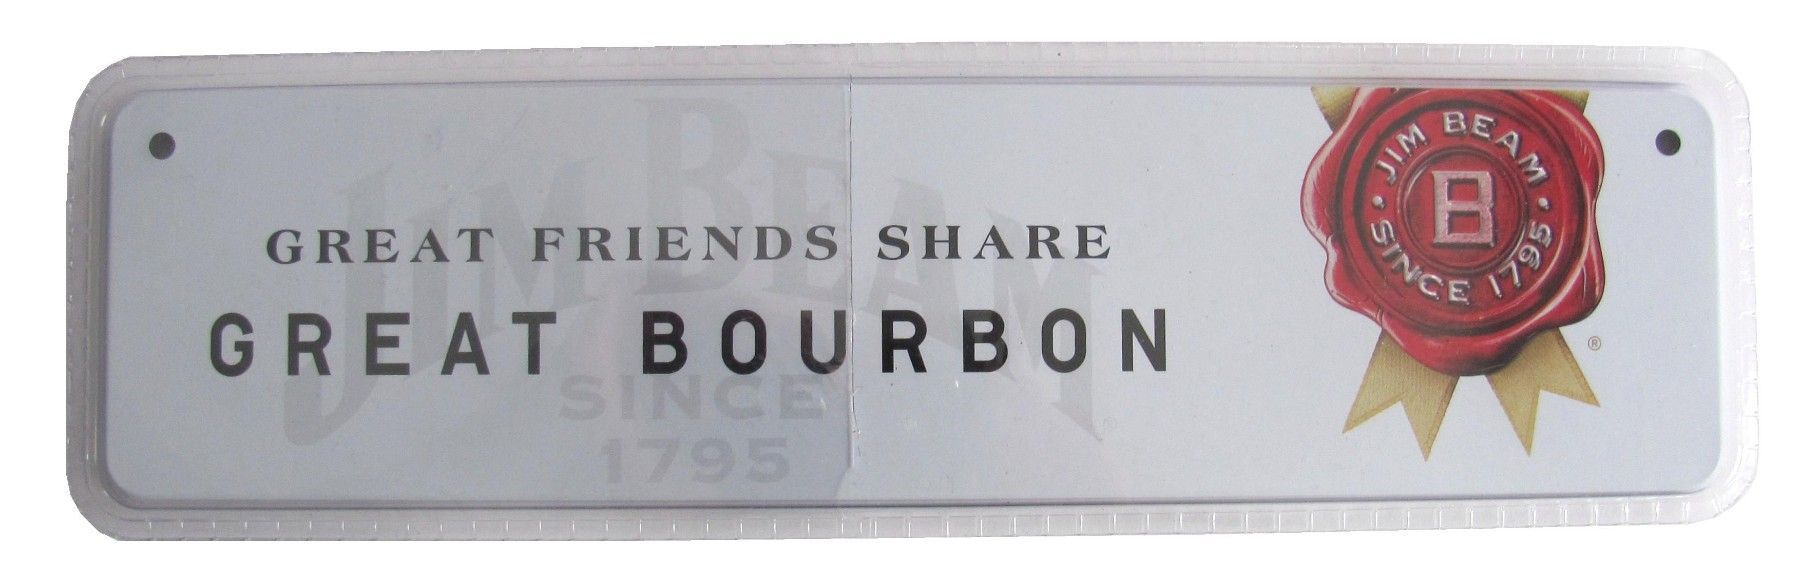 JIM BEAM
GREAT FRIENDS SHARE
GREAT BOURBON
SINCE
1795
®
JIM BEAM
B
SINCE 1795
®